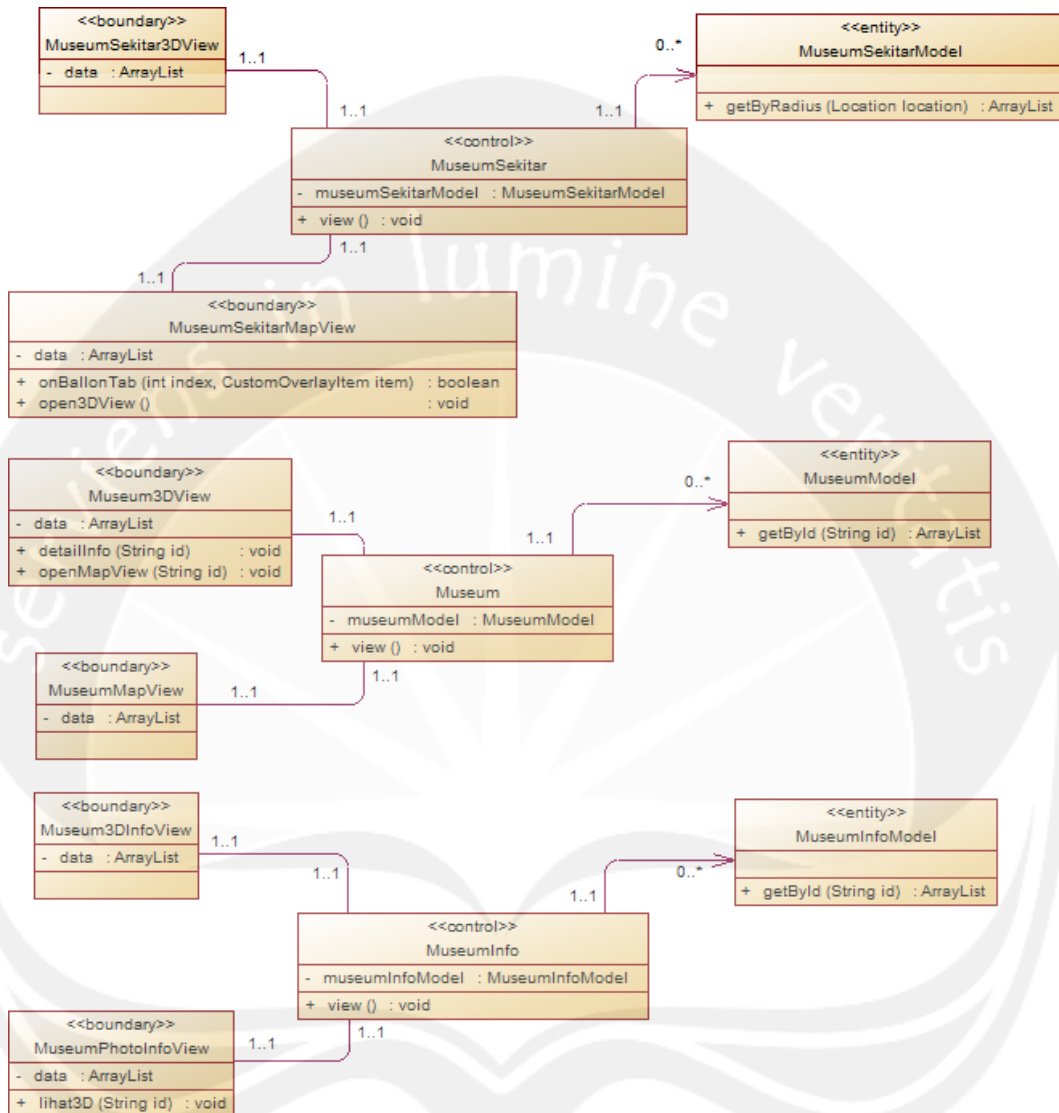 <<boundary>>
MuseumSekitar3DView
- data : ArrayList
1..1
1..1
<<entity>>
MuseumSekitarModel
+ getByRadius (Location location) : ArrayList
0..*
1..1
<<control>>
MuseumSekitar
- museumSekitarModel : MuseumSekitarModel
+ view () : void
1..1
1..1
<<boundary>>
MuseumSekitarMapView
- data : ArrayList
+ onBallonTab (int index, CustomOverlayItem item) : boolean
+ open3DView () : void
<<boundary>>
Museum3DView
- data : ArrayList
+ detailInfo (String id) : void
+ openMapView (String id) : void
1..1
<<entity>>
MuseumModel
+ getById (String id) : ArrayList
0..*
1..1
<<control>>
Museum
- museumModel : MuseumModel
+ view () : void
1..1
<<boundary>>
MuseumMapView
- data : ArrayList
1..1
<<boundary>>
Museum3DInfoView
- data : ArrayList
1..1
1..1
<<entity>>
MuseumInfoModel
+ getById (String id) : ArrayList
0..*
1..1
<<control>>
MuseumInfo
- museumInfoModel : MuseumInfoModel
+ view () : void
1..1
<<boundary>>
MuseumPhotoInfoView
- data : ArrayList
+ lihat3D (String id) : void
1..1
serviens in lumine veritatis